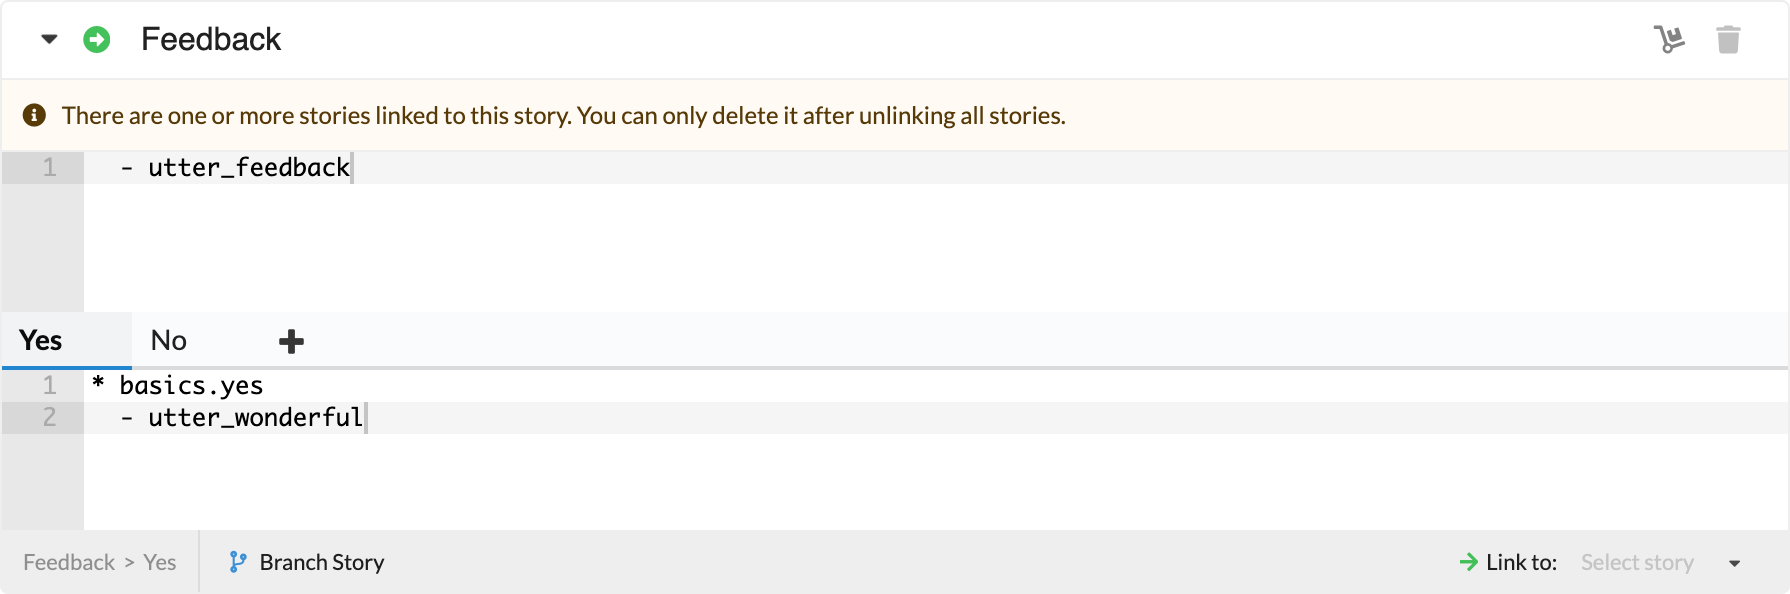 Feedback
There are one or more stories linked to this story. You can only delete it after unlinking all stories.
1 - utter_feedback
Yes No
1 * basics.yes
2 - utter_wonderful
Feedback > Yes Branch Story Link to: Select story